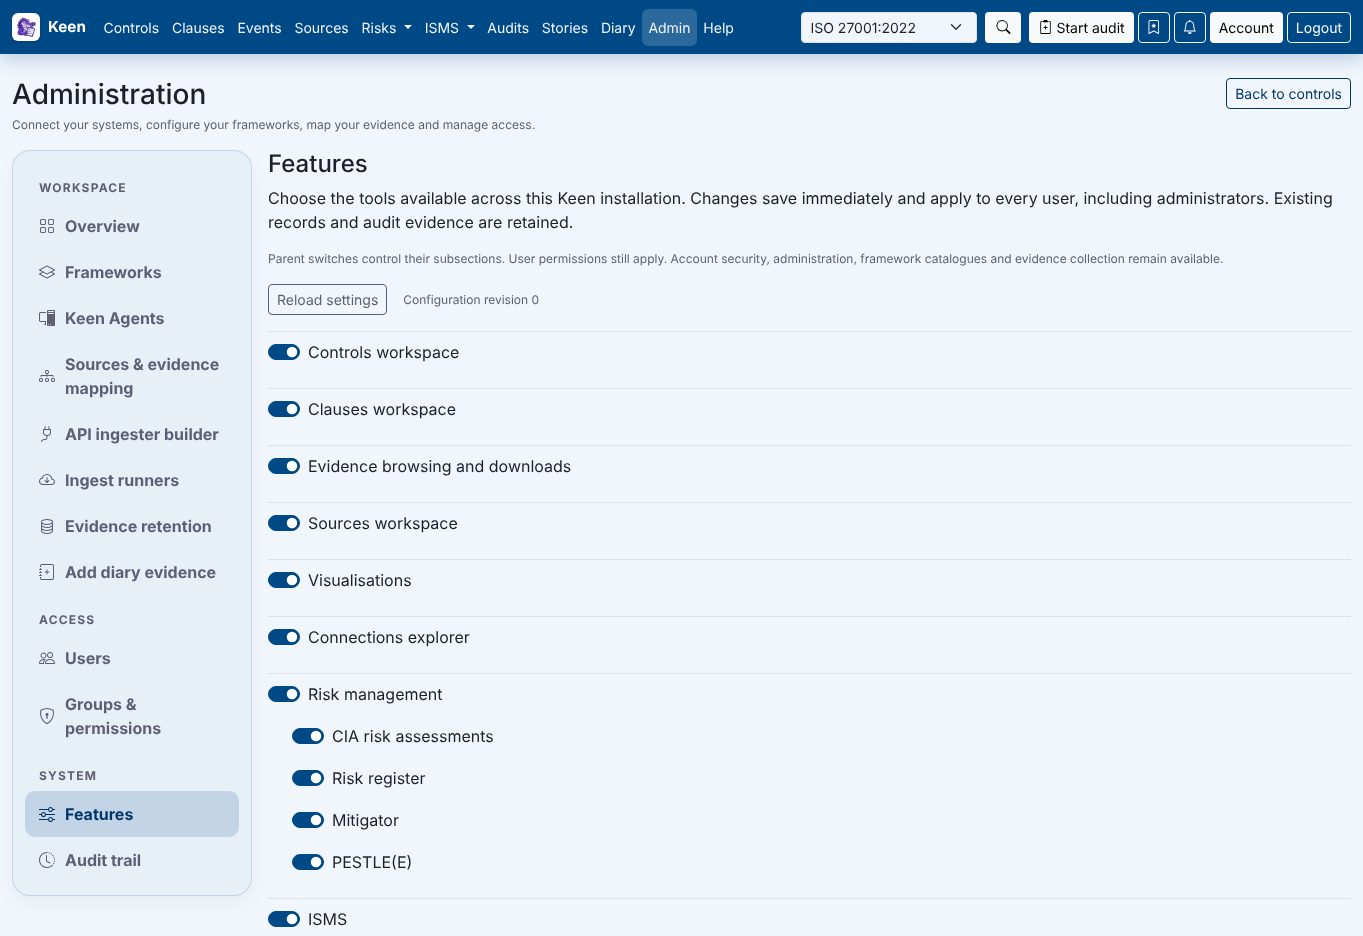 Keen
Controls
Clauses
Events
Sources
Risks
ISMS
Audits
Stories
Diary
Admin
Help
ISO 27001:2022
Start audit
Account
Logout
Administration
Back to controls
Connect your systems, configure your frameworks, map your evidence and manage access.
WORKSPACE
Overview
Frameworks
Keen Agents
Sources & evidence
mapping
API ingester builder
Ingest runners
Evidence retention
Add diary evidence
ACCESS
Users
Groups &
permissions
SYSTEM
Features
Audit trail
Features
Choose the tools available across this Keen installation. Changes save immediately and apply to every user, including administrators. Existing
records and audit evidence are retained.
Parent switches control their subsections. User permissions still apply. Account security, administration, framework catalogues and evidence collection remain available.
Reload settings
Configuration revision 0
Controls workspace
Clauses workspace
Evidence browsing and downloads
Sources workspace
Visualisations
Connections explorer
Risk management
CIA risk assessments
Risk register
Mitigator
PESTLE(E)
ISMS